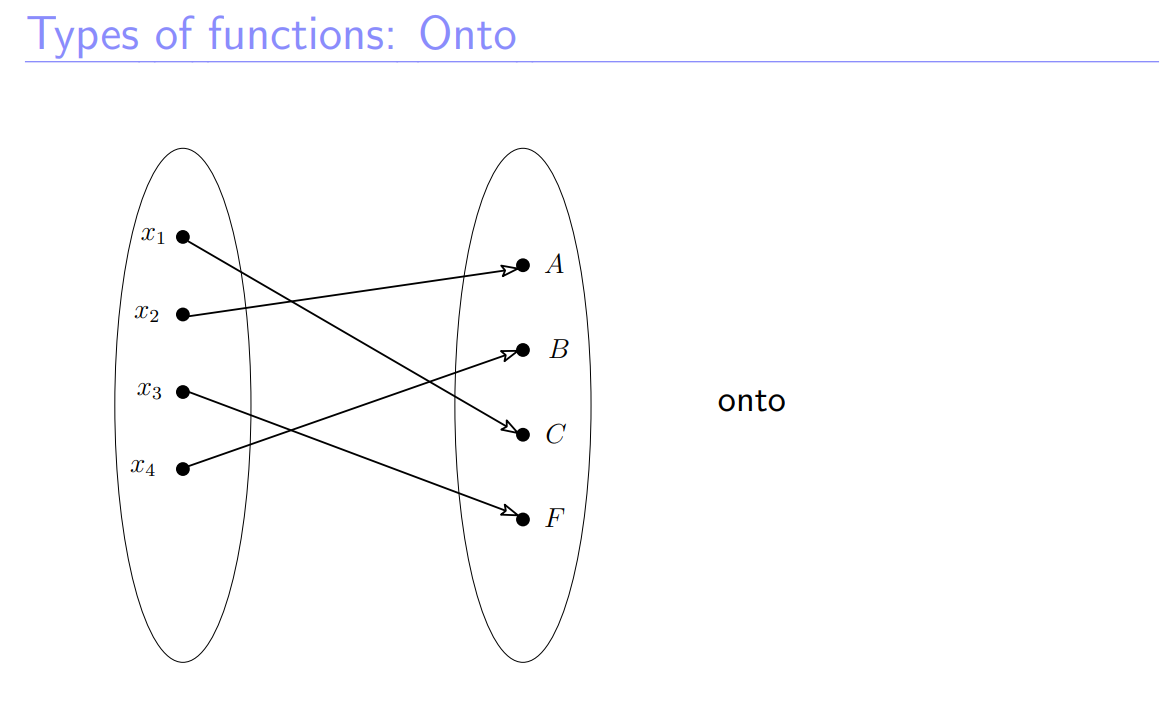 Types of functions: Onto
x₁
A
x₂
B
x₃
onto
C
x₄
F